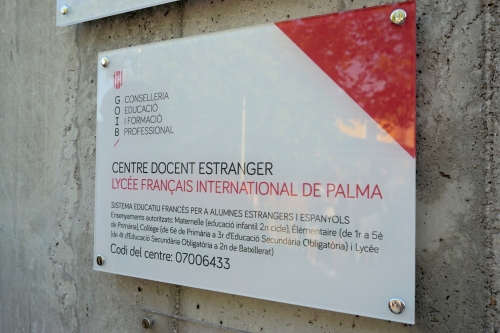 G CONSELLERIA
O EDUCACIÓ
I I FORMACIÓ
B PROFESSIONAL
/
CENTRE DOCENT ESTRANGER
LYCÉE FRANÇAIS INTERNATIONAL DE PALMA
SISTEMA EDUCATIU FRANCÈS PER A ALUMNES ESTRANGERS I ESPANYOLS
Ensenyaments autoritzats: Maternelle (educació infantil 2n cicle), Élémentaire (de 1r a 5è
de Primària), Collège (de 6è de Primària a 3r d'Educació Secundària Obligatòria) i Lycée
(de 4t d'Educació Secundària Obligatòria a 2n de Batxillerat)
Codi del centre: 07006433